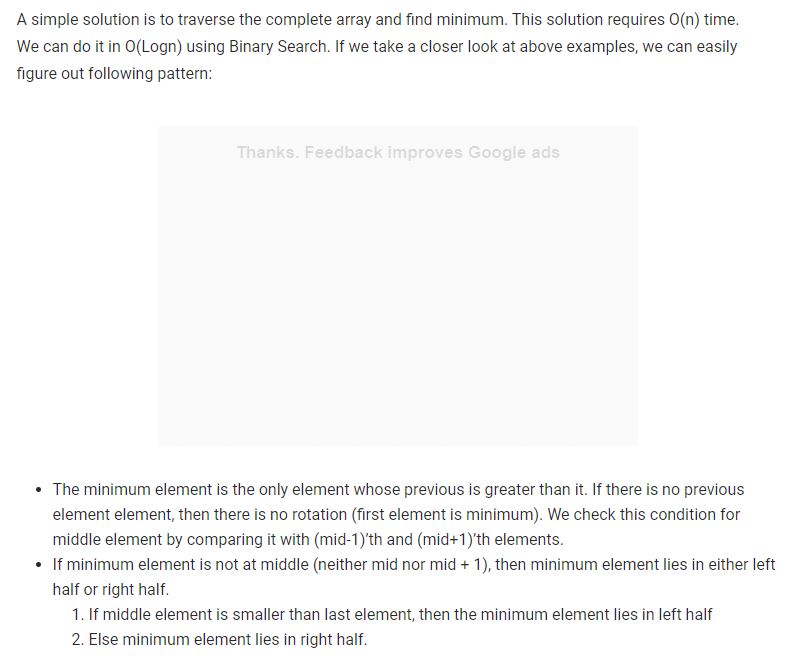 A simple solution is to traverse the complete array and find minimum. This solution requires O(n) time.
We can do it in O(Logn) using Binary Search. If we take a closer look at above examples, we can easily
figure out following pattern:
Thanks. Feedback improves Google ads
• The minimum element is the only element whose previous is greater than it. If there is no previous
element element, then there is no rotation (first element is minimum). We check this condition for
middle element by comparing it with (mid-1)'th and (mid+1)'th elements.
• If minimum element is not at middle (neither mid nor mid + 1), then minimum element lies in either left
half or right half.
1. If middle element is smaller than last element, then the minimum element lies in left half
2. Else minimum element lies in right half.